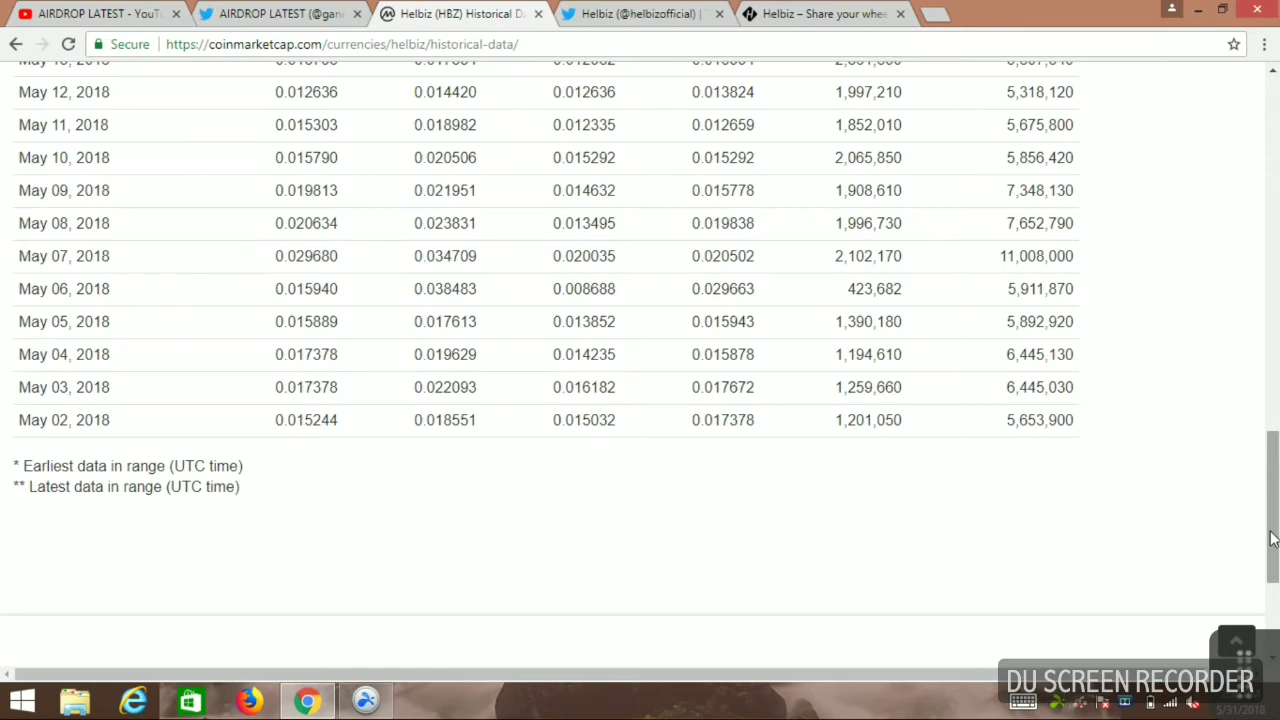 AIRDROP LATEST - YouTu
AIRDROP LATEST (@gan
Helbiz (HBZ) Historical D
Helbiz (@helbizofficial) | T
Helbiz – Share your whee
Secure
https://coinmarketcap.com/currencies/helbiz/historical-data/
May 12, 2018 0.012636 0.014420 0.012636 0.013824 1,997,210 5,318,120
May 11, 2018 0.015303 0.018982 0.012335 0.012659 1,852,010 5,675,800
May 10, 2018 0.015790 0.020506 0.015292 0.015292 2,065,850 5,856,420
May 09, 2018 0.019813 0.021951 0.014632 0.015778 1,908,610 7,348,130
May 08, 2018 0.020634 0.023831 0.013495 0.019838 1,996,730 7,652,790
May 07, 2018 0.029680 0.034709 0.020035 0.020502 2,102,170 11,008,000
May 06, 2018 0.015940 0.038483 0.008688 0.029663 423,682 5,911,870
May 05, 2018 0.015889 0.017613 0.013852 0.015943 1,390,180 5,892,920
May 04, 2018 0.017378 0.019629 0.014235 0.015878 1,194,610 6,445,130
May 03, 2018 0.017378 0.022093 0.016182 0.017672 1,259,660 6,445,030
May 02, 2018 0.015244 0.018551 0.015032 0.017378 1,201,050 5,653,900
* Earliest data in range (UTC time)
** Latest data in range (UTC time)
DU SCREEN RECORDER
5/31/2018